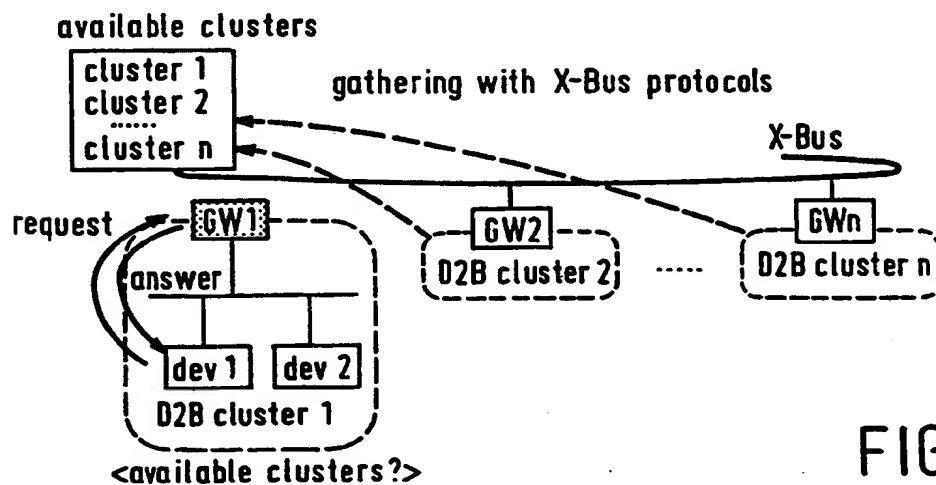 available clusters
cluster 1
cluster 2
......
cluster n
gathering with X-Bus protocols
X-Bus
request
GW1
GW2
GWn
answer
D2B cluster 2
.....
D2B cluster n
dev 1
dev 2
D2B cluster 1
<available clusters?>
FIG